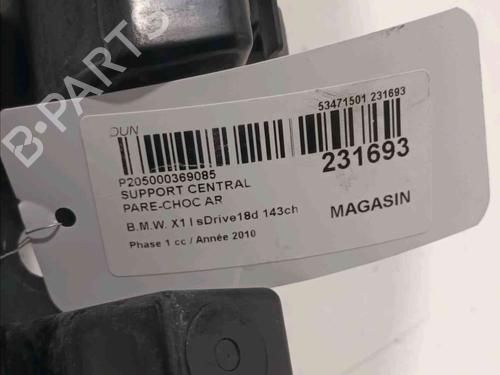 B-PARTS
DUN
53471501 231693
P205000369085
SUPPORT CENTRAL
PARE-CHOC AR
231693
B.M.W. X1 I sDrive18d 143ch
MAGASIN
Phase 1 cc / Année 2010